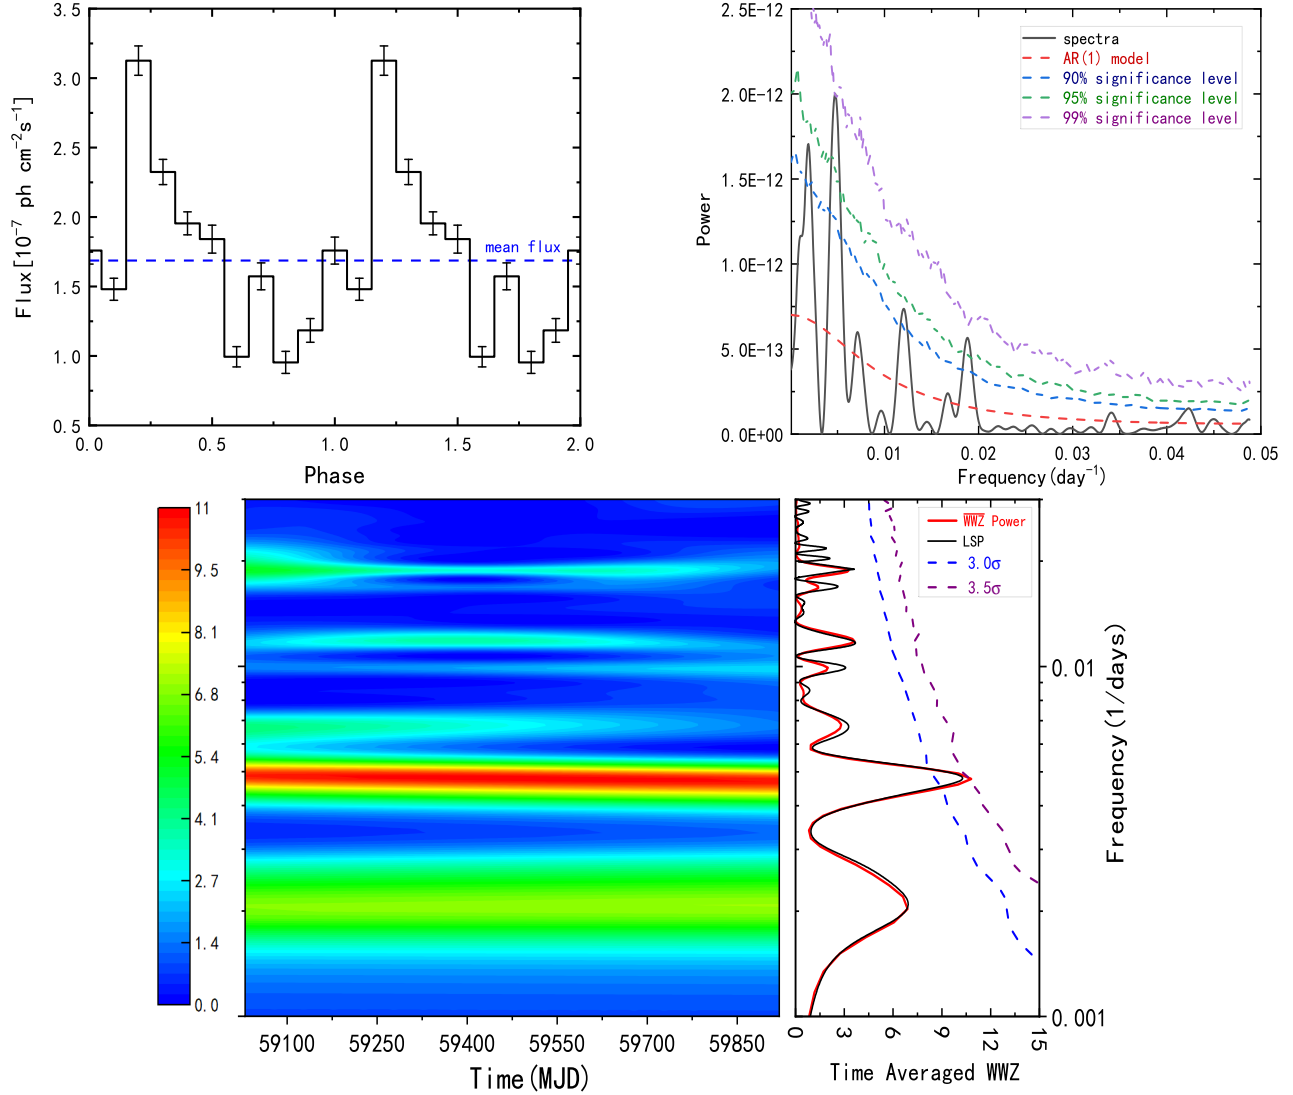 3.5
3.0
2.5
2.0
1.5
1.0
0.5
Flux[10⁻⁷ ph cm⁻²s⁻¹]
mean flux
0.0
0.5
1.0
1.5
2.0
Phase
2.5E-12
2.0E-12
1.5E-12
1.0E-12
5.0E-13
0.0E+00
Power
spectra
AR(1) model
90% significance level
95% significance level
99% significance level
0.01
0.02
0.03
0.04
0.05
Frequency(day⁻¹)
11
9.5
8.1
6.8
5.4
4.1
2.7
1.4
0.0
59100
59250
59400
59550
59700
59850
Time(MJD)
W̅W̅Z̅ Power
LSP
3.0σ
3.5σ
0.01
0.001
Frequency(1/days)
0
3
6
9
12
15
Time Averaged WWZ